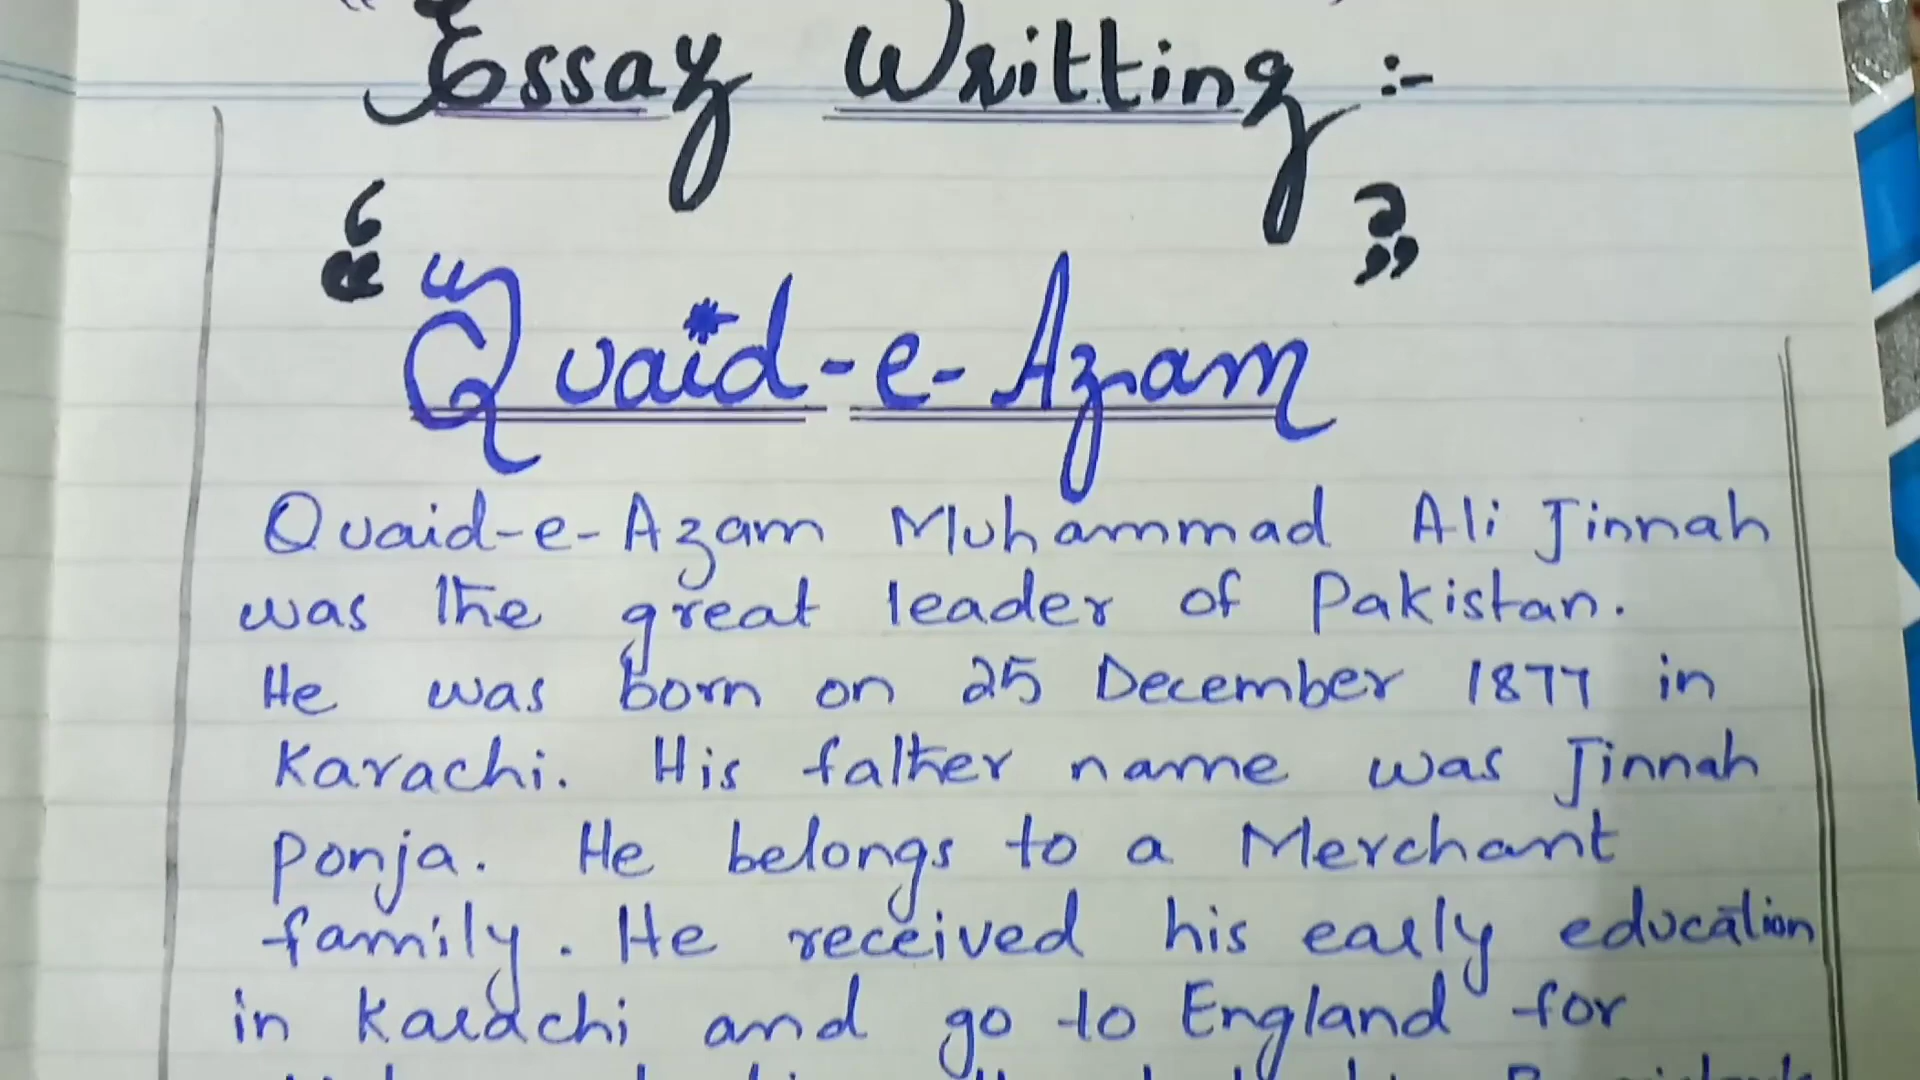 Essay Writting :-
"Quaid-e-Azam"
Quaid-e-Azam Muhammad Ali Jinnah
was the great leader of Pakistan.
He was born on 25 December 1877 in
Karachi. His father name was Jinnah
Ponja. He belongs to a Merchant
family. He received his early education
in Karachi and go to England for